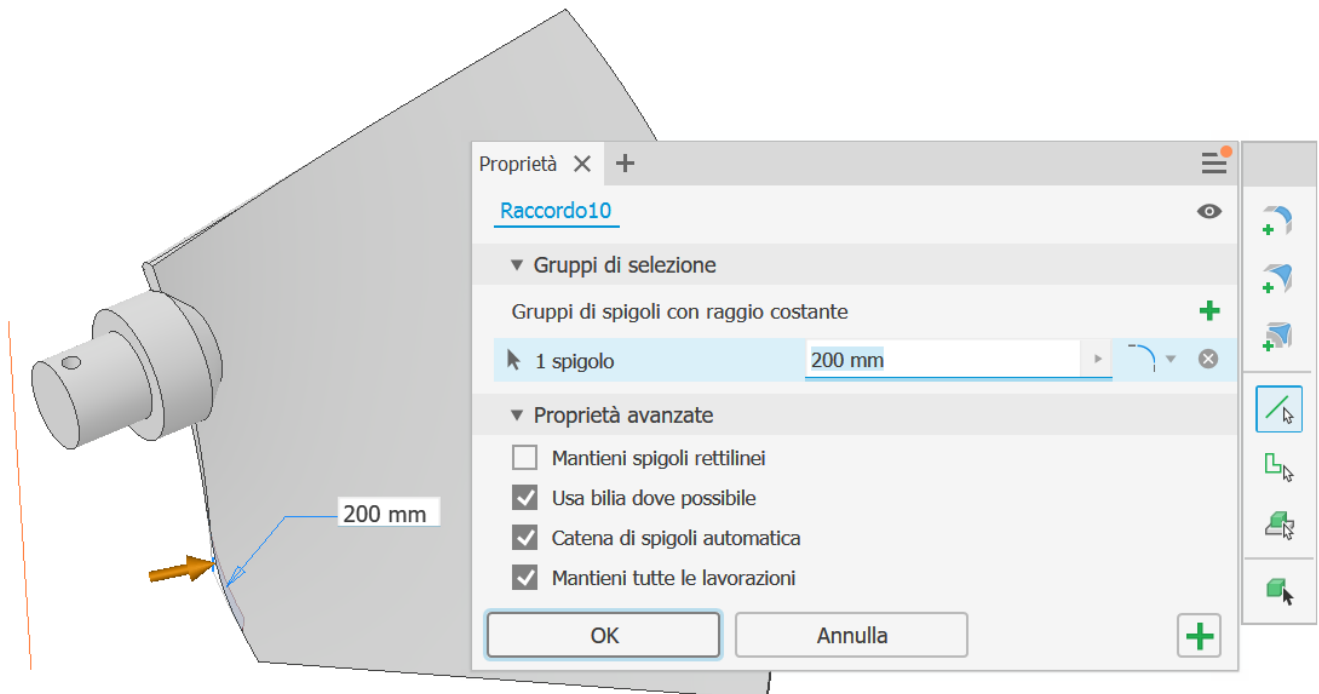 Proprietà
Raccordo10
Gruppi di selezione
Gruppi di spigoli con raggio costante
1 spigolo 200 mm
Proprietà avanzate
Mantieni spigoli rettilinei
Usa bilia dove possibile
Catena di spigoli automatica
Mantieni tutte le lavorazioni
OK Annulla
200 mm